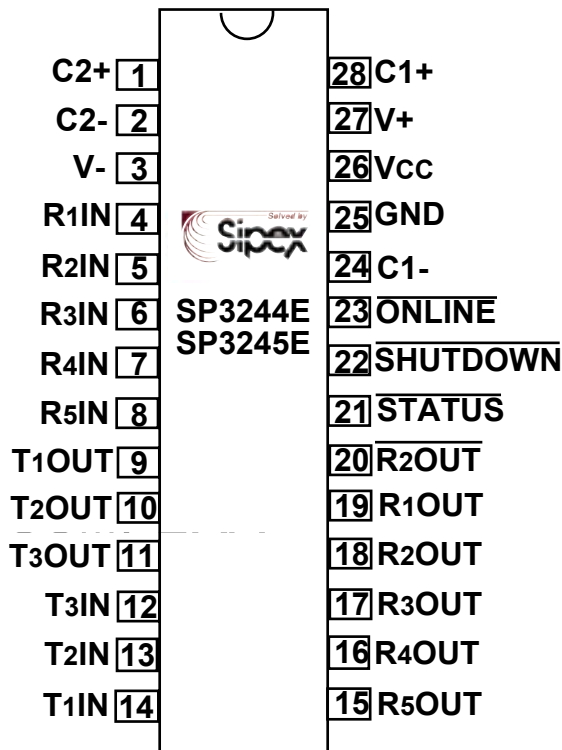 C2+ 1 28 C1+
C2- 2 27 V+
V- 3 26 VCC
R1IN 4 25 GND
Solved By
Sipex
R2IN 5 24 C1-
R3IN 6 SP3244E 23 ONLINE
SP3245E
R4IN 7 22 SHUTDOWN
R5IN 8 21 STATUS
T1OUT 9 20 R2OUT
T2OUT 10 19 R1OUT
T3OUT 11 18 R2OUT
T3IN 12 17 R3OUT
T2IN 13 16 R4OUT
T1IN 14 15 R5OUT